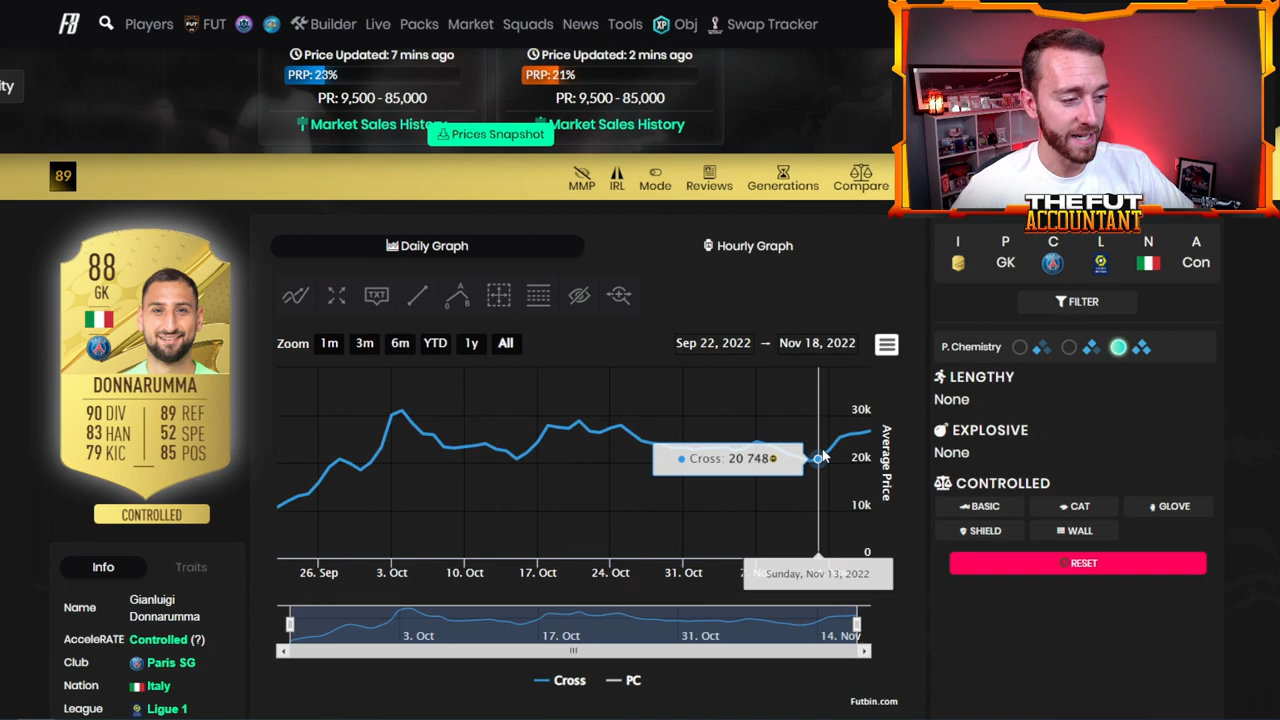 Players
FUT
Builder
Live
Packs
Market
Squads
News
Tools
XP
Obj
Swap Tracker
ty
Price Updated: 7 mins ago
Price Updated: 2 mins ago
PRP: 23%
PRP: 21%
PR: 9,500 - 85,000
PR: 9,500 - 85,000
Market Sales History
Market Sales History
Prices Snapshot
THE FUT
ACCOUNTANT
89
MMP
IRL
Mode
Reviews
Generations
Compare
88
GK
DONNARUMMA
90 DIV
89 REF
83 HAN
52 SPE
79 KIC
85 POS
CONTROLLED
Daily Graph
Hourly Graph
TXT
Zoom
1m
3m
6m
YTD
1y
All
Sep 22, 2022 → Nov 18, 2022
30k
20k
10k
0
Average Price
Cross: 20 748
26. Sep
3. Oct
10. Oct
17. Oct
24. Oct
31. Oct
Sunday, Nov 13, 2022
3. Oct
17. Oct
31. Oct
14. Nov
Cross
PC
Futbin.com
Info
Traits
Name
Gianluigi
Donnarumma
AcceleRATE
Controlled (?)
Club
Paris SG
Nation
Italy
League
Ligue 1
I
P
C
L
N
A
GK
Con
FILTER
P. Chemistry
LENGTHY
None
EXPLOSIVE
None
CONTROLLED
BASIC
CAT
GLOVE
SHIELD
WALL
RESET